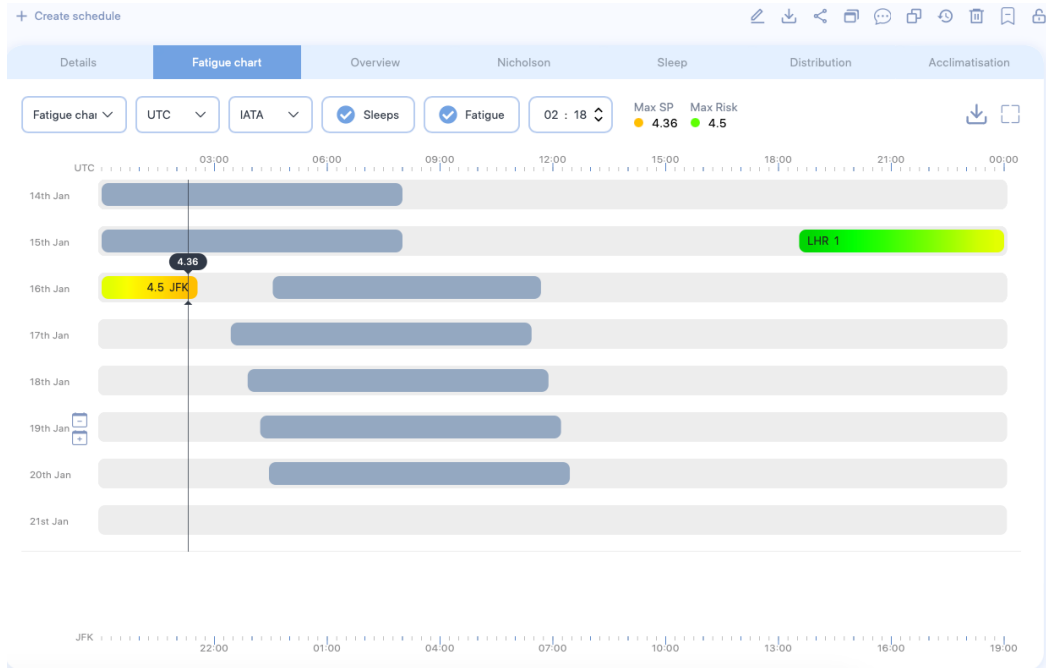 + Create schedule
Details Fatigue chart Overview Nicholson Sleep Distribution Acclimatisation
Fatigue chai UTC IATA Sleeps Fatigue 02 : 18 Max SP Max Risk
4.36 4.5
UTC 03:00 06:00 09:00 12:00 15:00 18:00 21:00 00:00
14th Jan
15th Jan LHR 1
4.36
16th Jan 4.5 JFK
17th Jan
18th Jan
19th Jan
20th Jan
21st Jan
JFK 22:00 01:00 04:00 07:00 10:00 13:00 16:00 19:00